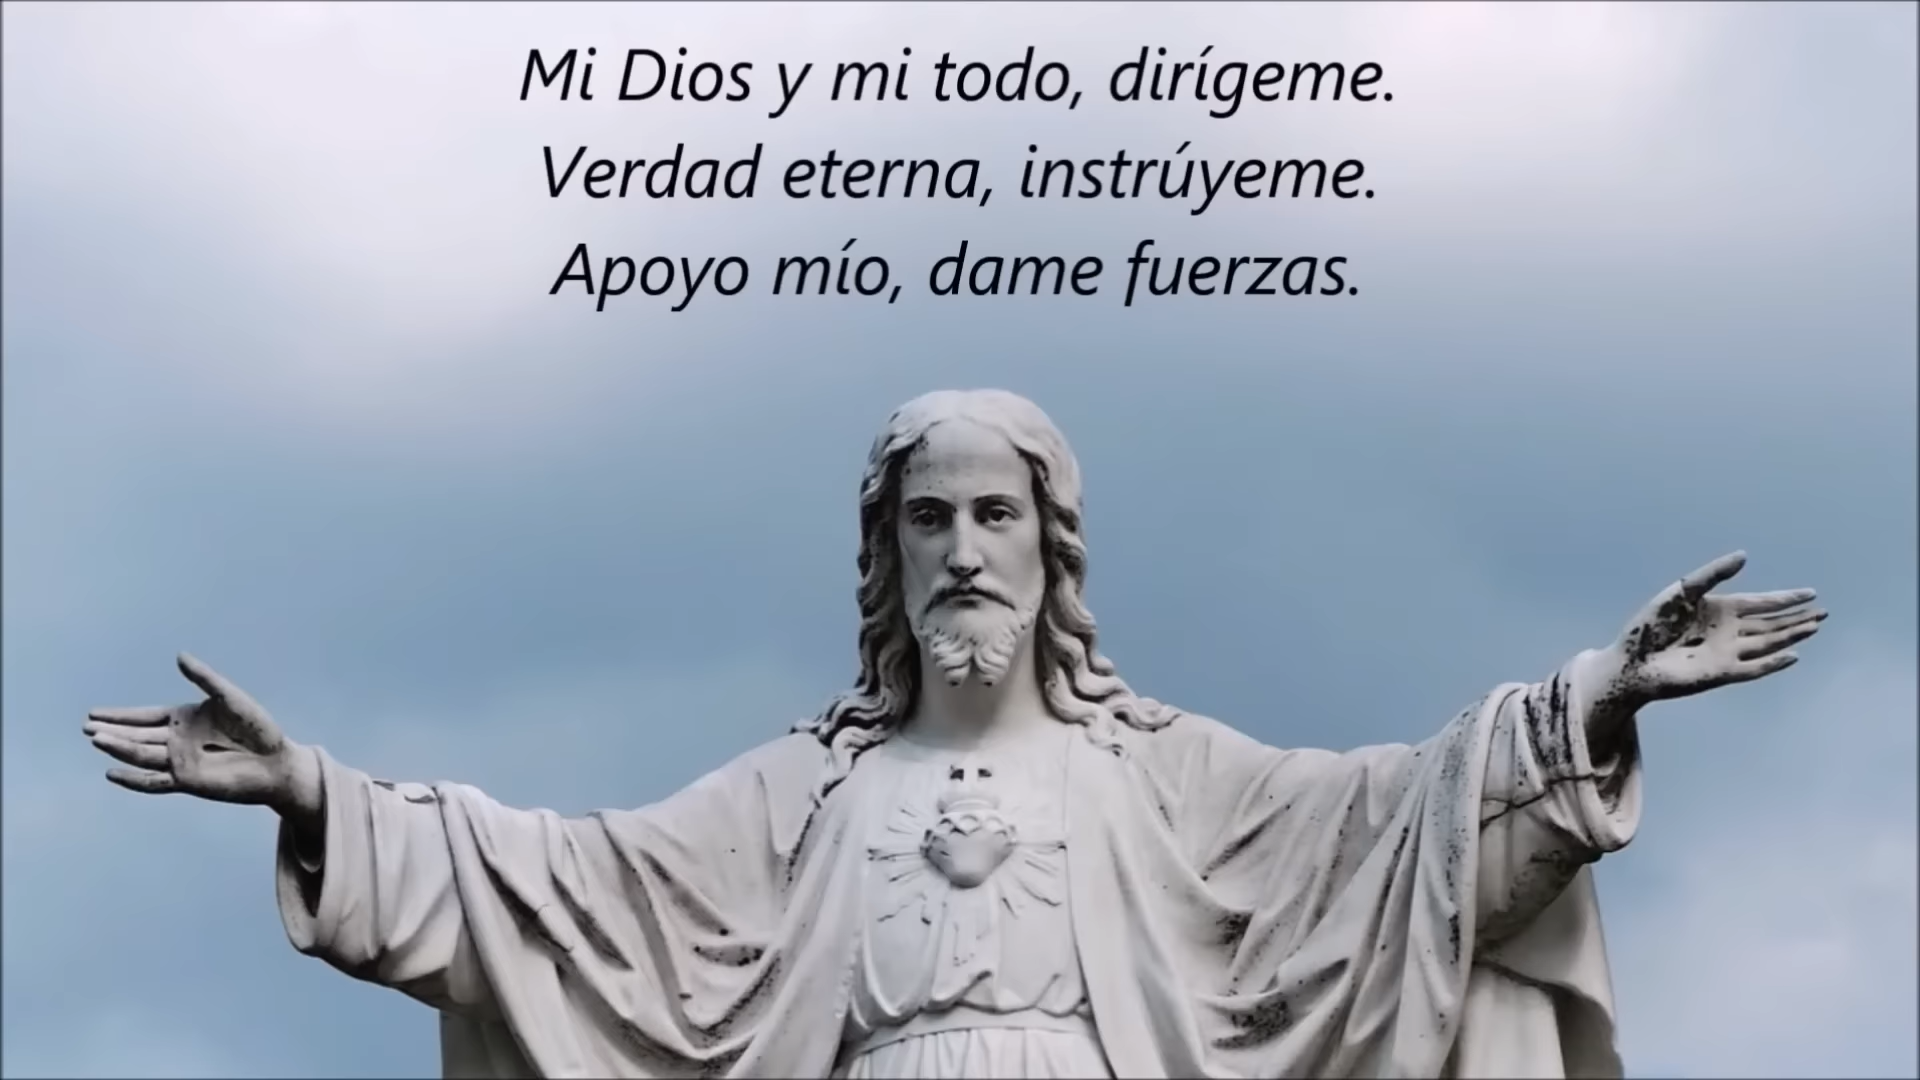 Mi Dios y mi todo, dirígeme.
Verdad eterna, instrúyeme.
Apoyo mío, dame fuerzas.